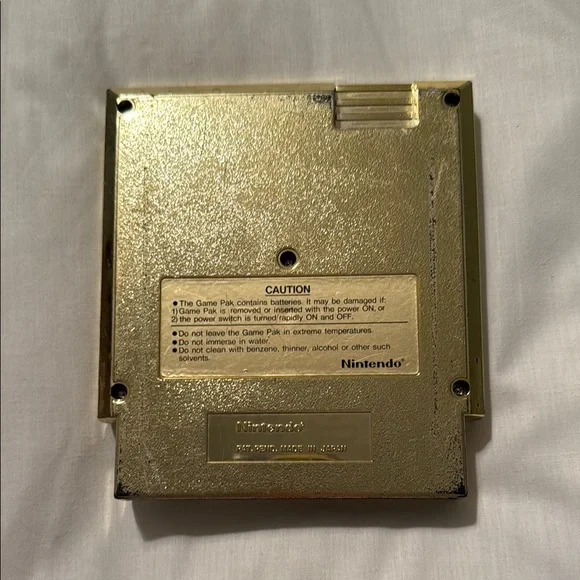 CAUTION
● The Game Pak contains batteries. It may be damaged if:
1) Game Pak is removed or inserted with the power ON, or
2) the power switch is turned rapidly ON and OFF.
● Do not leave the Game Pak in extreme temperatures.
● Do not immerse in water.
● Do not clean with benzene, thinner, alcohol or other such
solvents.
Nintendo®
Nintendo®
PAT. PEND. MADE IN JAPAN